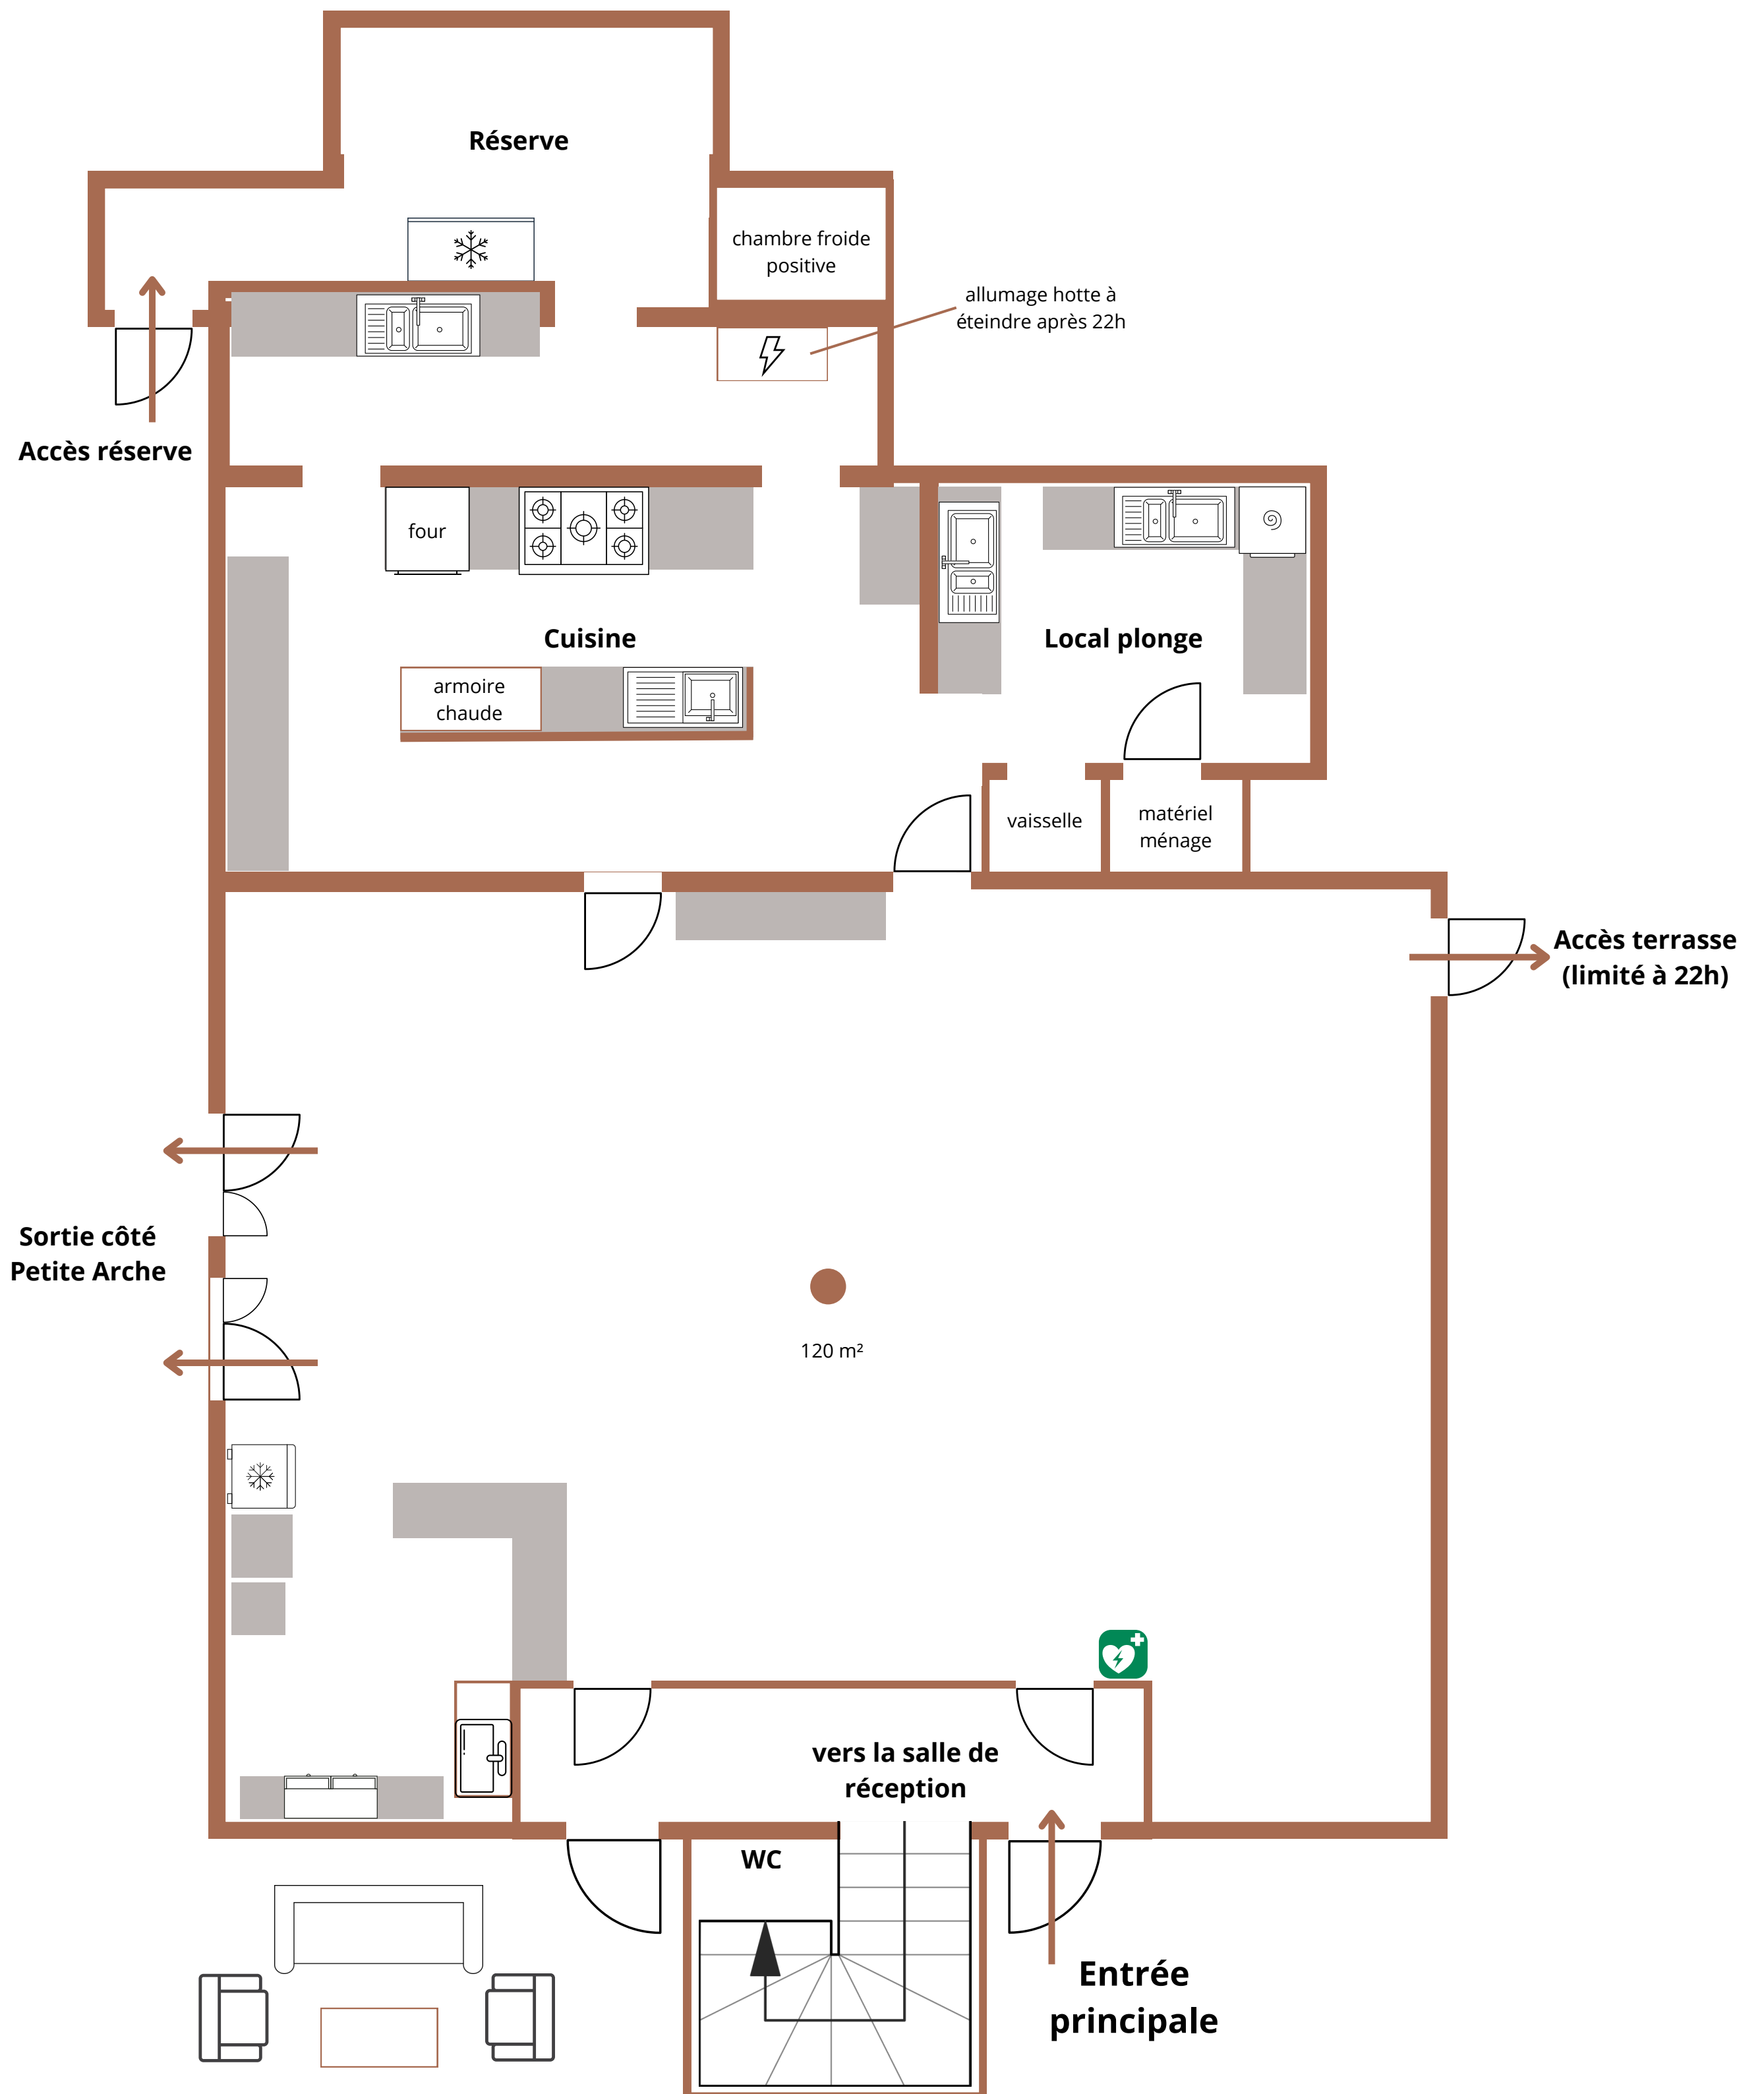 Réserve
chambre froide
positive
allumage hotte à
éteindre après 22h
Accès réserve
four
Cuisine
Local plonge
armoire
chaude
vaisselle
matériel
ménage
Accès terrasse
(limité à 22h)
Sortie côté
Petite Arche
120 m²
vers la salle de
réception
WC
Entrée
principale